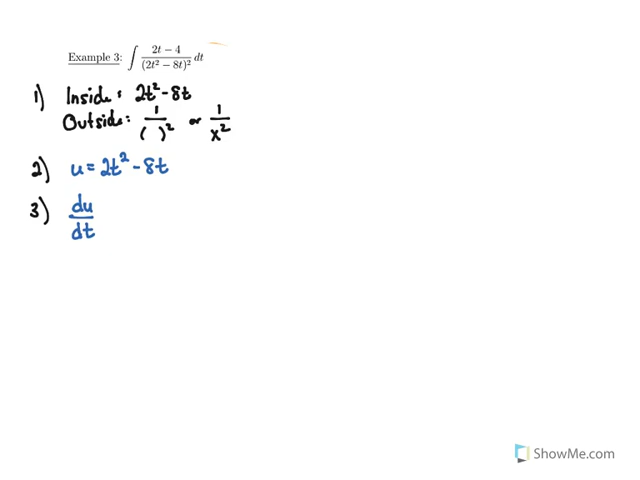 Example 3: ∫ (2t − 4)/(2t² − 8t)² dt
1) Inside: 2t² − 8t
Outside: 1/( )² or 1/x²
2) u = 2t² − 8t
3) du/dt
ShowMe.com